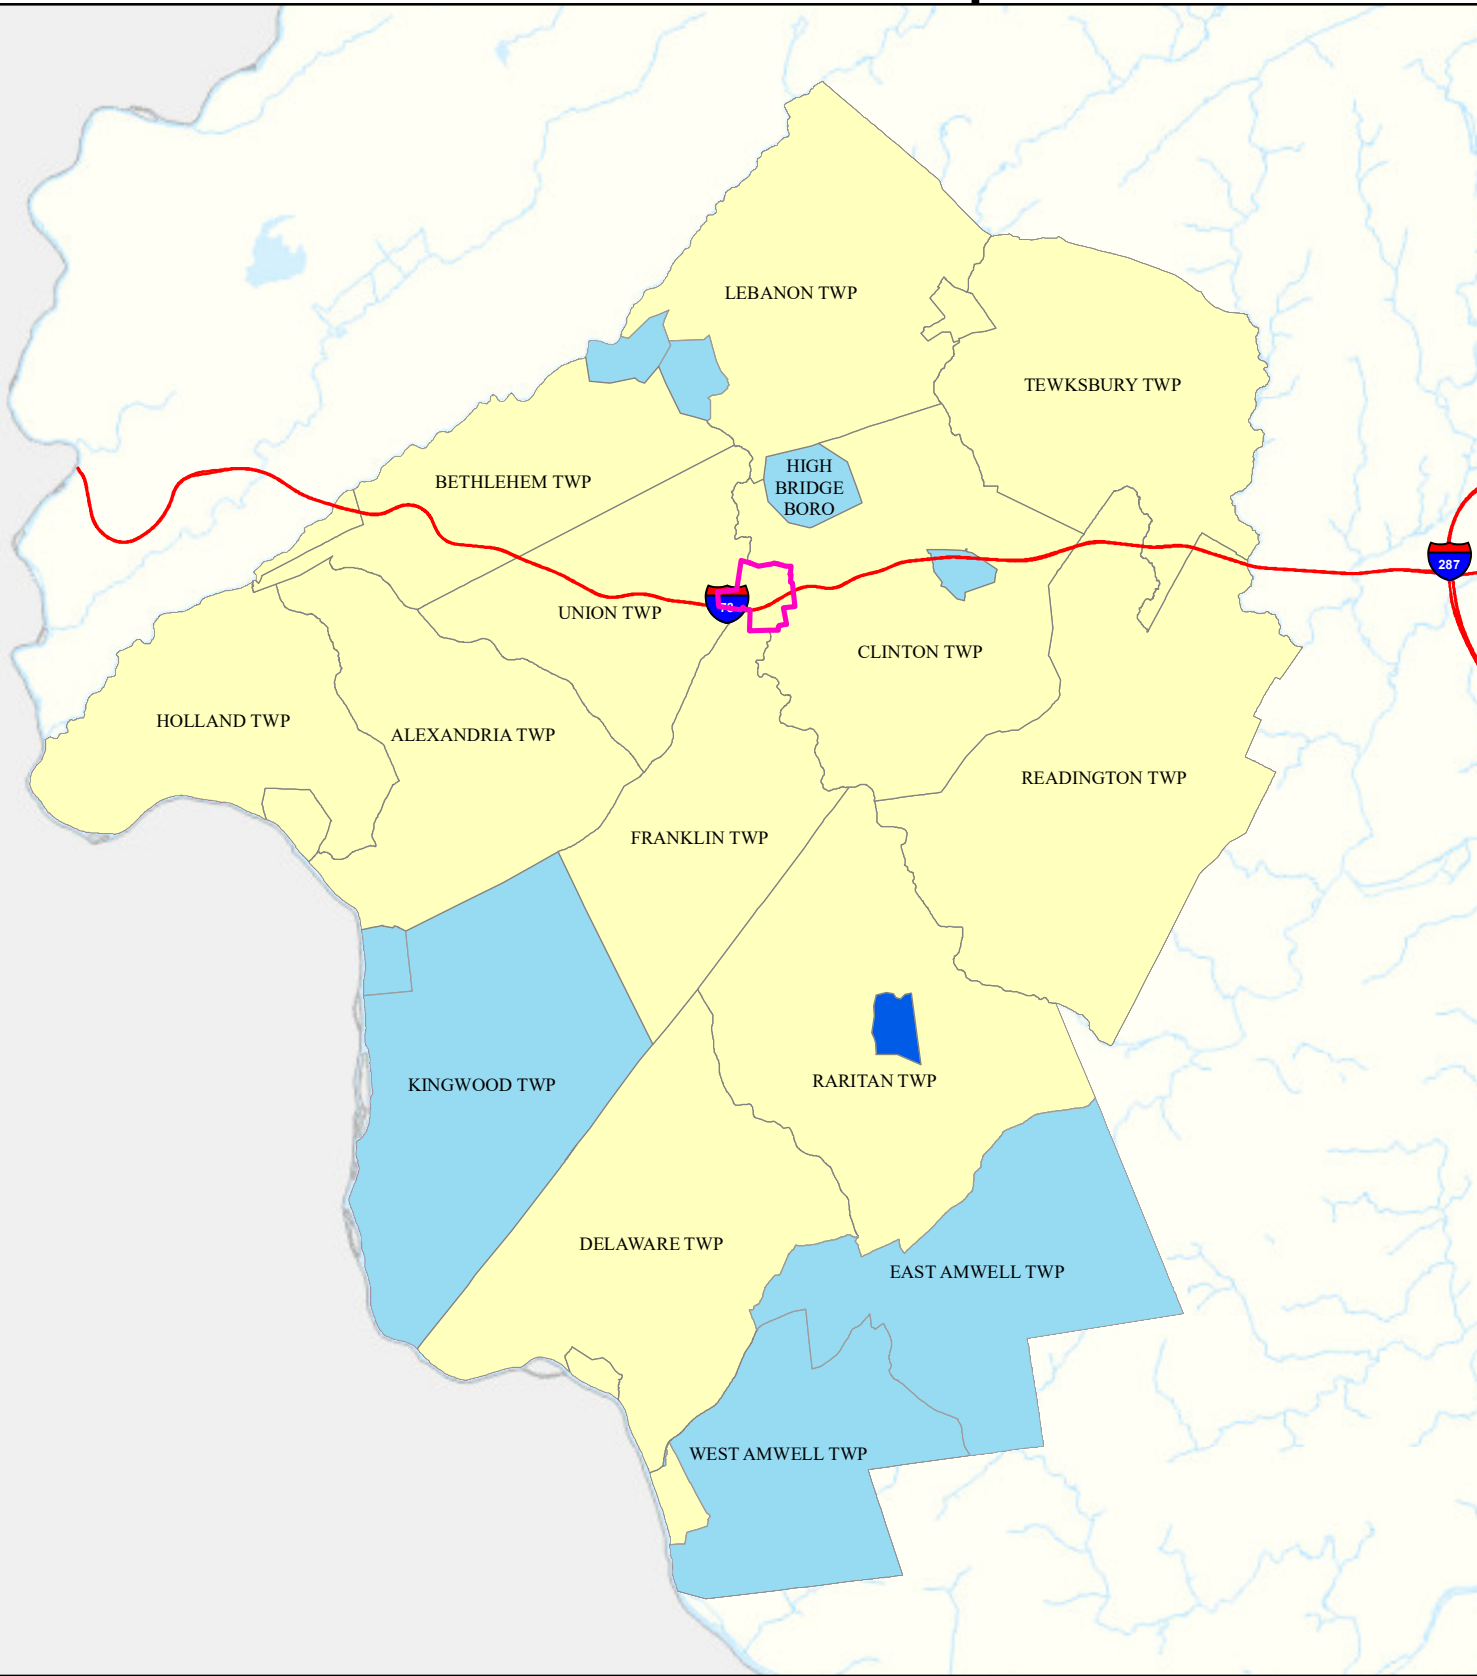 LEBANON TWP
TEWKSBURY TWP
HIGH
BRIDGE
BORO
BETHLEHEM TWP
287
UNION TWP
CLINTON TWP
HOLLAND TWP
ALEXANDRIA TWP
READINGTON TWP
FRANKLIN TWP
KINGWOOD TWP
RARITAN TWP
DELAWARE TWP
EAST AMWELL TWP
WEST AMWELL TWP